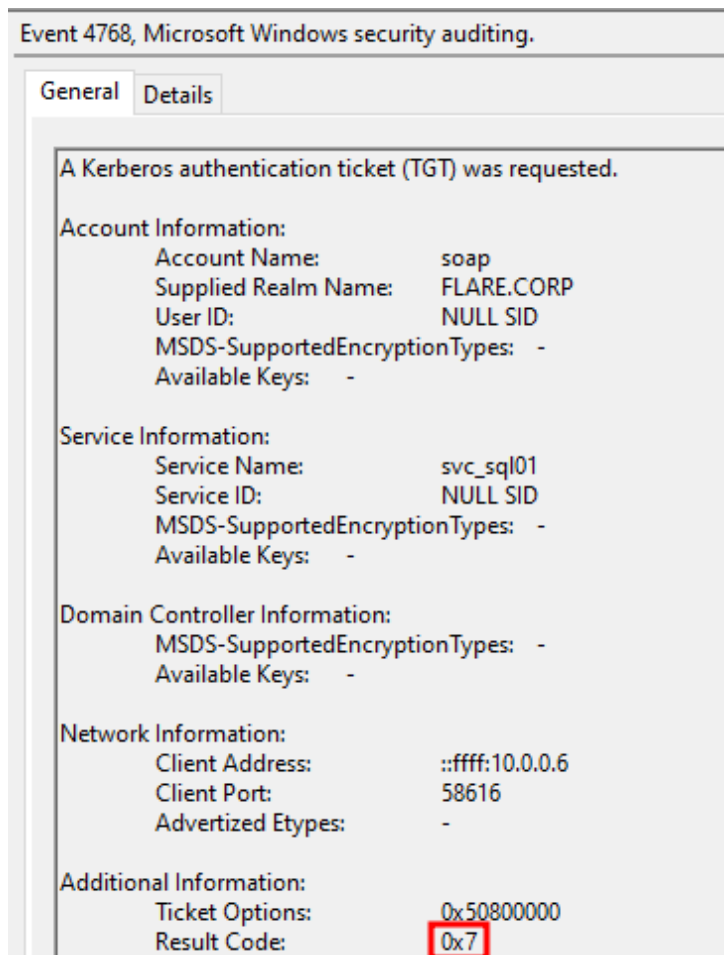 Event 4768, Microsoft Windows security auditing.
General Details
A Kerberos authentication ticket (TGT) was requested.
Account Information:
Account Name: soap
Supplied Realm Name: FLARE.CORP
User ID: NULL SID
MSDS-SupportedEncryptionTypes: -
Available Keys: -
Service Information:
Service Name: svc_sql01
Service ID: NULL SID
MSDS-SupportedEncryptionTypes: -
Available Keys: -
Domain Controller Information:
MSDS-SupportedEncryptionTypes: -
Available Keys: -
Network Information:
Client Address: ::ffff:10.0.0.6
Client Port: 58616
Advertized Etypes: -
Additional Information:
Ticket Options: 0x50800000
Result Code: 0x7